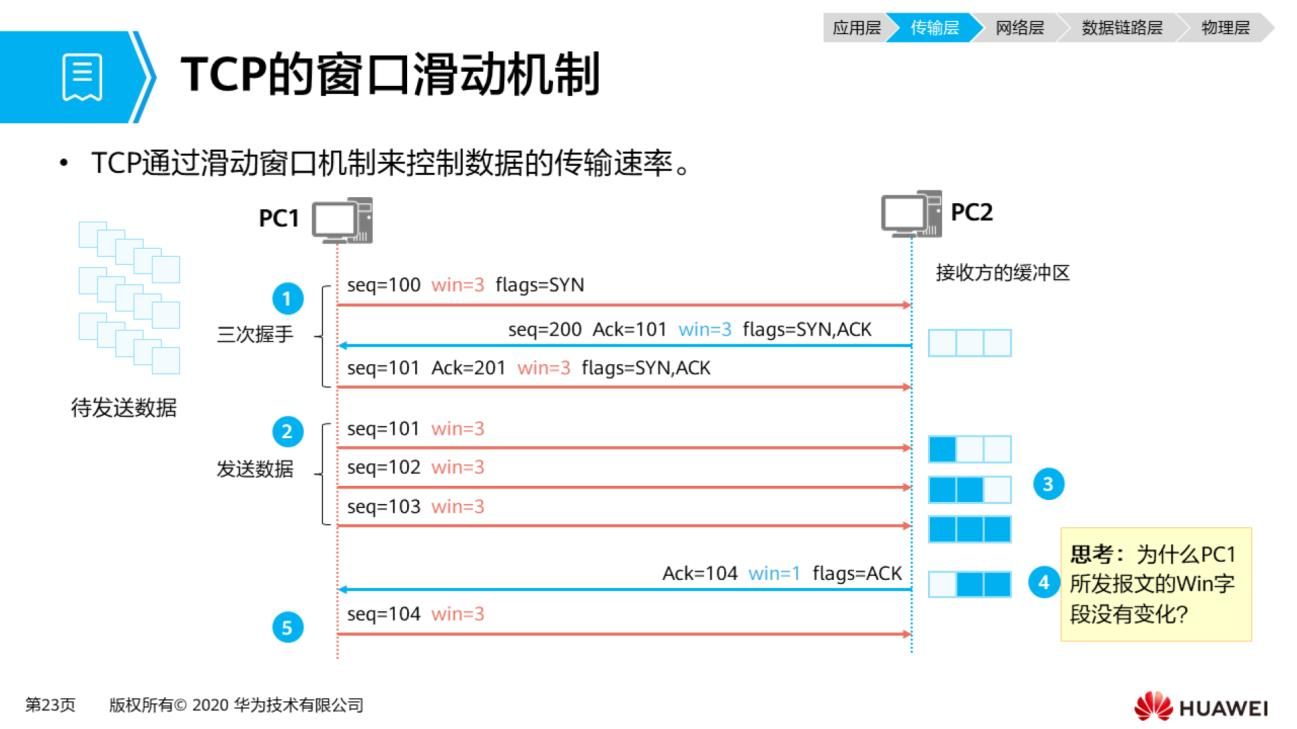 应用层 传输层 网络层 数据链路层 物理层
TCP的窗口滑动机制
• TCP通过滑动窗口机制来控制数据的传输速率。
PC1
PC2
接收方的缓冲区
待发送数据
1
三次握手
seq=100 win=3 flags=SYN
seq=200 Ack=101 win=3 flags=SYN,ACK
seq=101 Ack=201 win=3 flags=SYN,ACK
2
发送数据
seq=101 win=3
seq=102 win=3
seq=103 win=3
3
Ack=104 win=1 flags=ACK
4
思考：为什么PC1
所发报文的Win字
段没有变化?
5
seq=104 win=3
第23页 版权所有© 2020 华为技术有限公司
HUAWEI